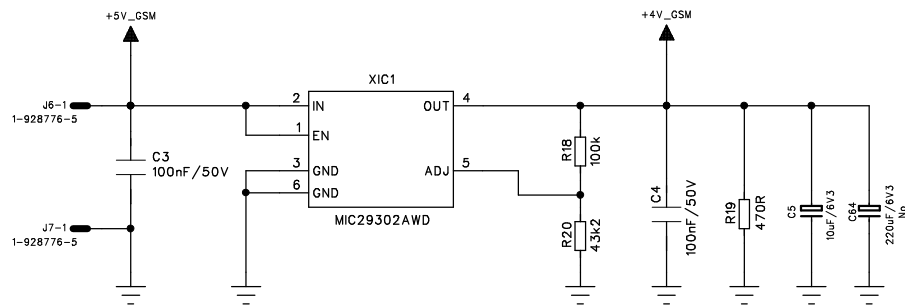 +5V_GSM
+4V_GSM
XIC1
J6-1
1-928776-5
2
IN
OUT
4
1
EN
C3
100nF/50V
3
GND
ADJ
5
6
GND
R18
100k
MIC29302AWD
J7-1
1-928776-5
R20
43k2
C4
100nF/50V
R19
470R
C5
10uF/6V3
C64
220uF/6V3
No